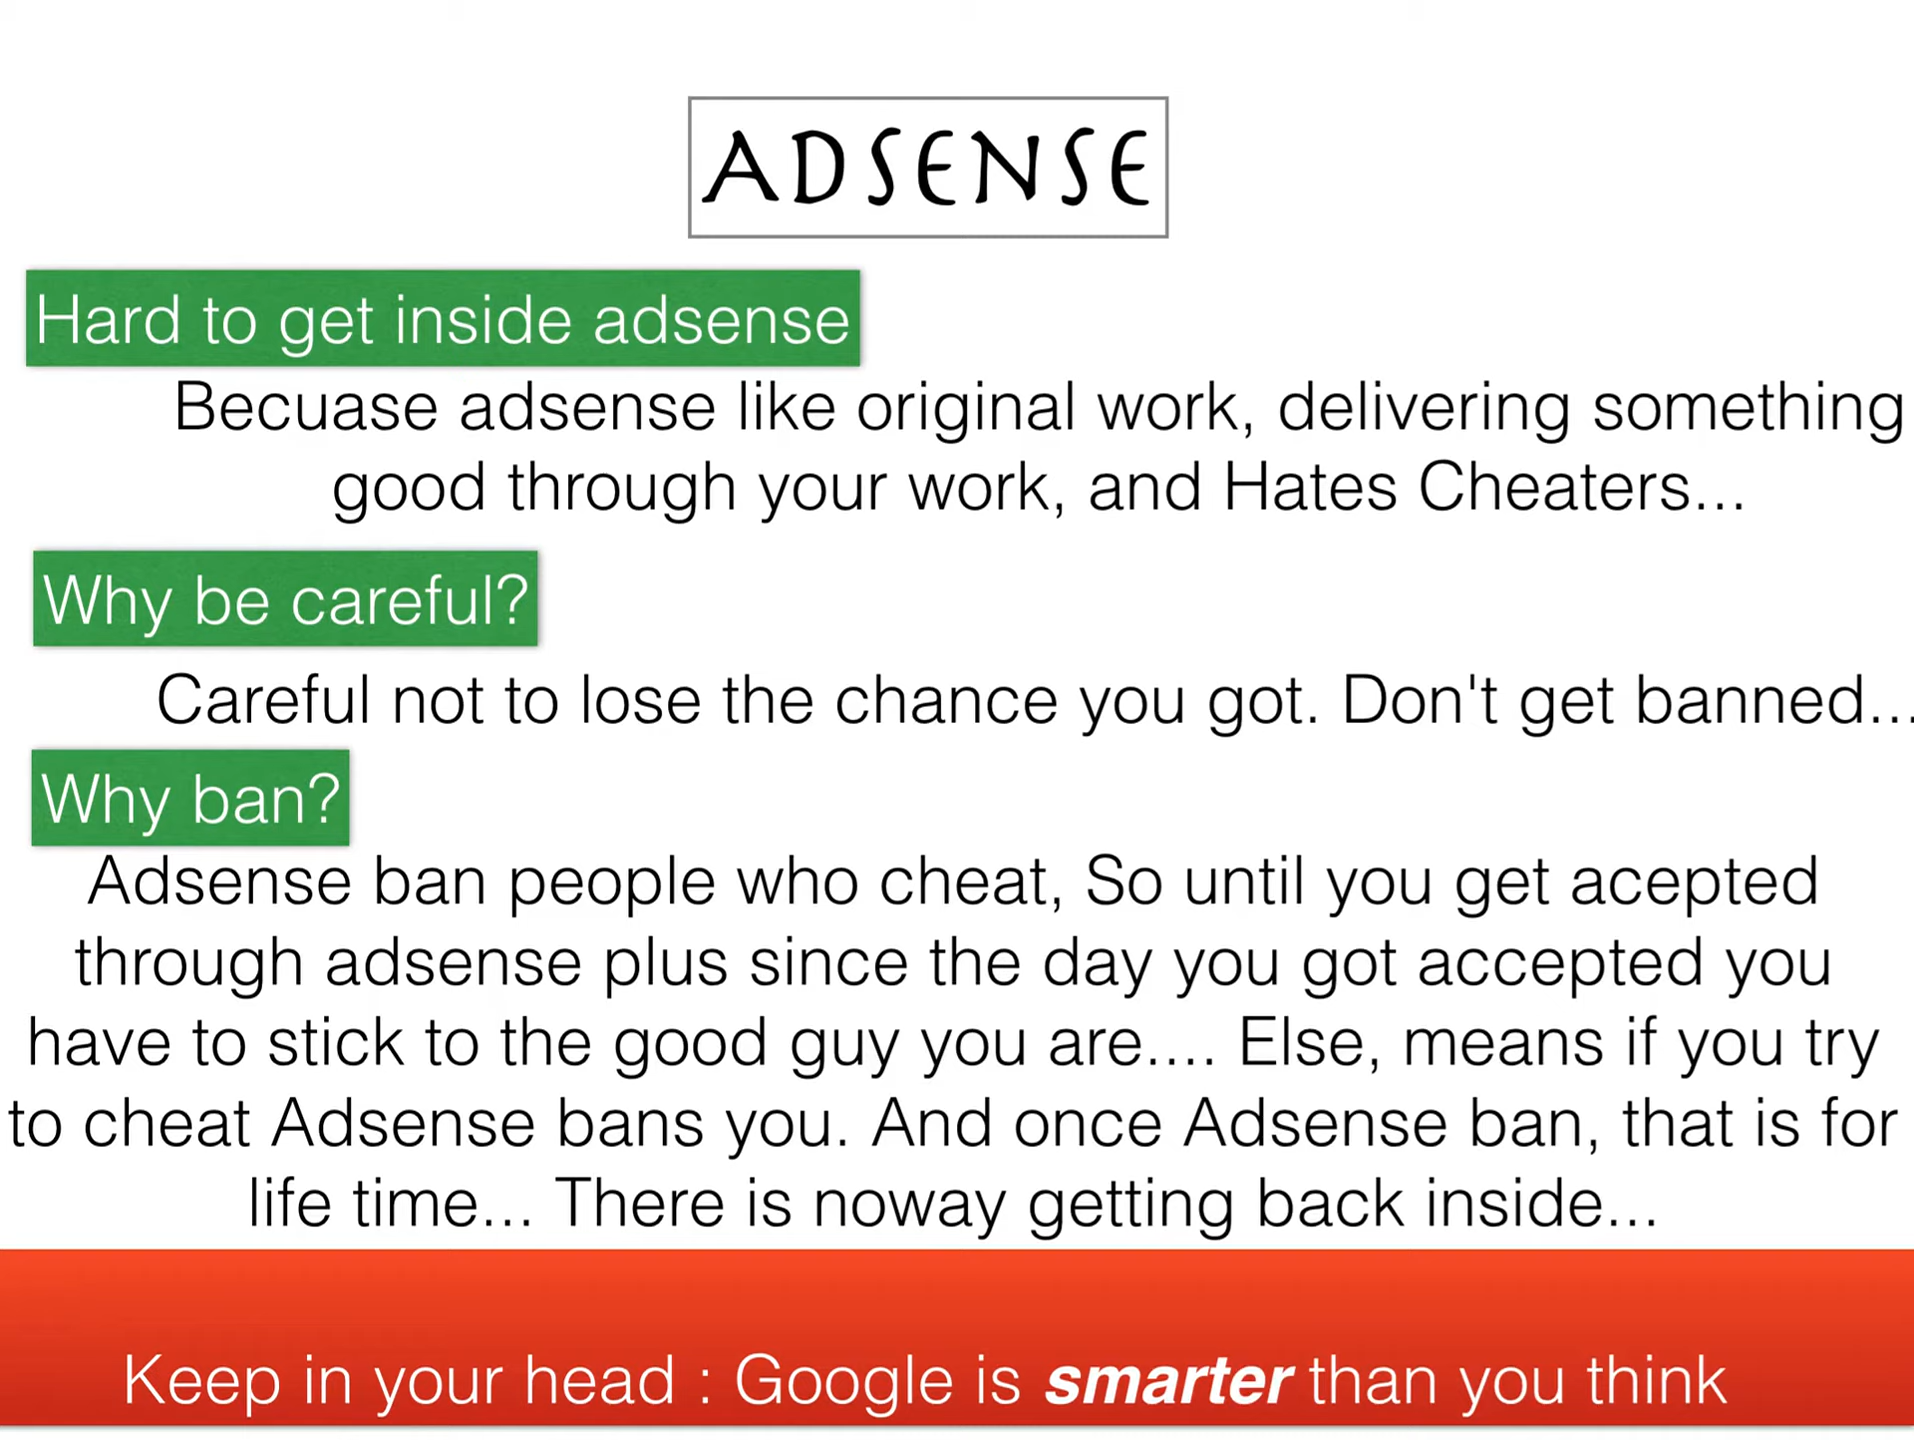 ADSENSE
Hard to get inside adsense
Becuase adsense like original work, delivering something
good through your work, and Hates Cheaters...
Why be careful?
Careful not to lose the chance you got. Don't get banned...
Why ban?
Adsense ban people who cheat, So until you get acepted
through adsense plus since the day you got accepted you
have to stick to the good guy you are.... Else, means if you try
to cheat Adsense bans you. And once Adsense ban, that is for
life time... There is noway getting back inside...
Keep in your head : Google is smarter than you think